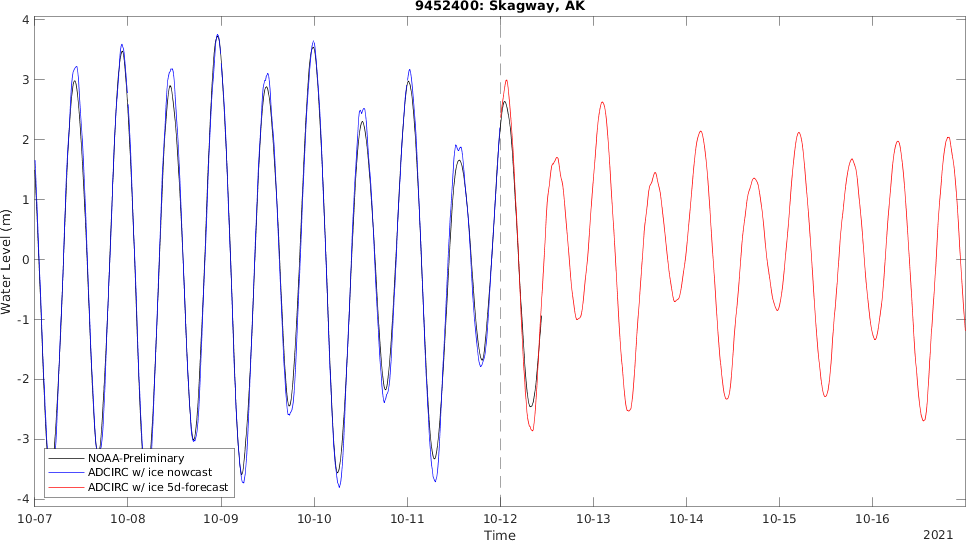 9452400: Skagway, AK
4
3
2
1
0
-1
-2
-3
-4
Water Level (m)
NOAA-Preliminary
ADCIRC w/ ice nowcast
ADCIRC w/ ice 5d-forecast
10-07 10-08 10-09 10-10 10-11 10-12 10-13 10-14 10-15 10-16
Time
2021